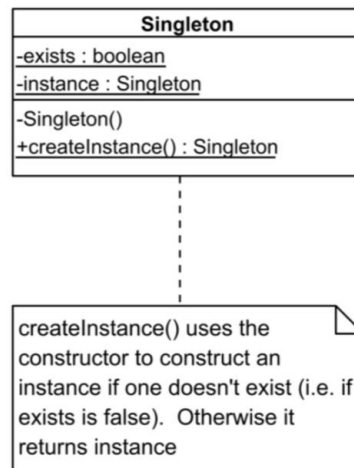 Singleton
-exists : boolean
-instance : Singleton
-Singleton()
+createInstance() : Singleton
createInstance() uses the
constructor to construct an
instance if one doesn't exist (i.e. if
exists is false).  Otherwise it
returns instance